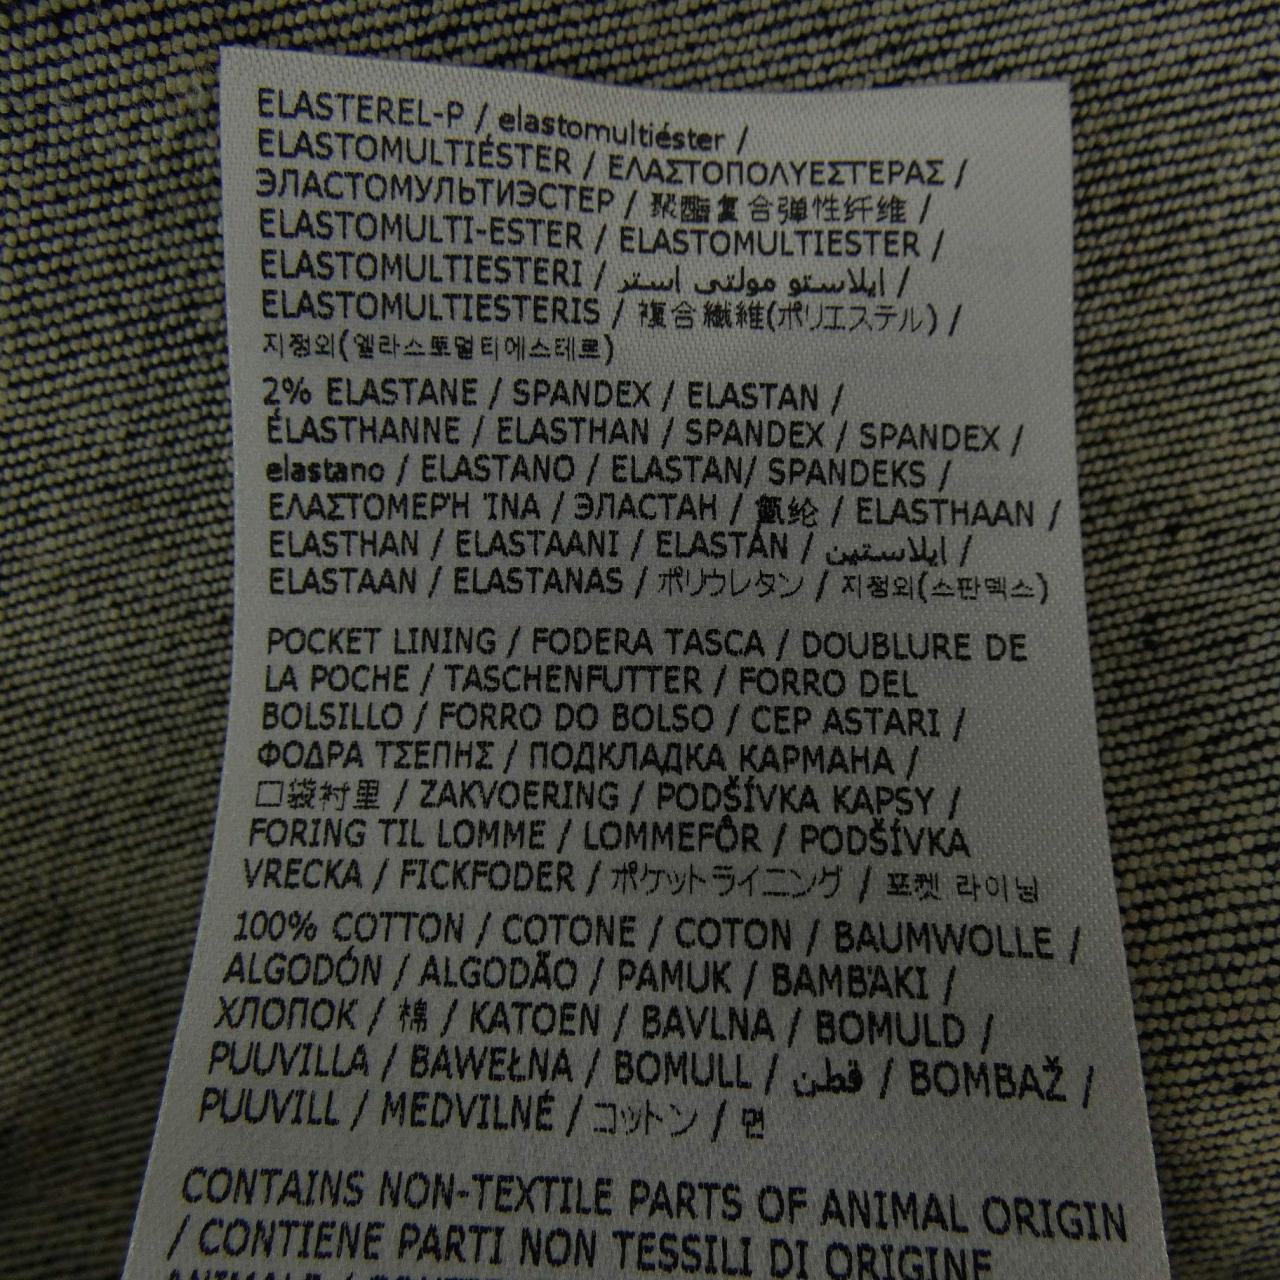 ELASTEREL-P / elastomultiéster /
ELASTOMULTIÉSTER / ΕΛΑΣΤΟΠΟΛΥΕΣΤΕΡΑΣ /
ЭЛАСТОМУЛЬТИЭСТЕР / 聚酯复合弹性纤维 /
ELASTOMULTI-ESTER / ELASTOMULTIESTER /
ELASTOMULTIESTERI / ايلاستو مولتى استر /
ELASTOMULTIESTERIS / 複合繊維(ポリエステル) /
지정외(엘라스토멀티에스테르)
2% ELASTANE / SPANDEX / ELASTAN /
ÉLASTHANNE / ELASTHAN / SPANDEX / SPANDEX /
elastano / ELASTANO / ELASTAN/ SPANDEKS /
ΕΛΑΣΤΟΜΕΡΉ ΊΝΑ / ЭЛАСТАН / 氨纶 / ELASTHAAN /
ELASTHAN / ELASTAANI / ELASTÁN / ايلاستين /
ELASTAAN / ELASTANAS / ポリウレタン / 지정외(스판덱스)
POCKET LINING / FODERA TASCA / DOUBLURE DE
LA POCHE / TASCHENFUTTER / FORRO DEL
BOLSILLO / FORRO DO BOLSO / CEP ASTARI /
ΦΟΔΡΑ ΤΣΕΠΗΣ / ПОДКЛАДКА КАРМАНА /
口袋衬里 / ZAKVOERING / PODŠÍVKA KAPSY /
FORING TIL LOMME / LOMMEFÔR / PODŠÍVKA
VRECKA / FICKFODER / ポケットライニング / 포켓 라이닝
100% COTTON / COTONE / COTON / BAUMWOLLE /
ALGODÓN / ALGODÃO / PAMUK / ΒΑΜΒΆΚΙ /
ХЛОПОК / 棉 / KATOEN / BAVLNA / BOMULD /
PUUVILLA / BAWEŁNA / BOMULL / قطن / BOMBAŽ /
PUUVILL / MEDVILNÉ / コットン / 면
CONTAINS NON-TEXTILE PARTS OF ANIMAL ORIGIN
/ CONTIENE PARTI NON TESSILI DI ORIGINE